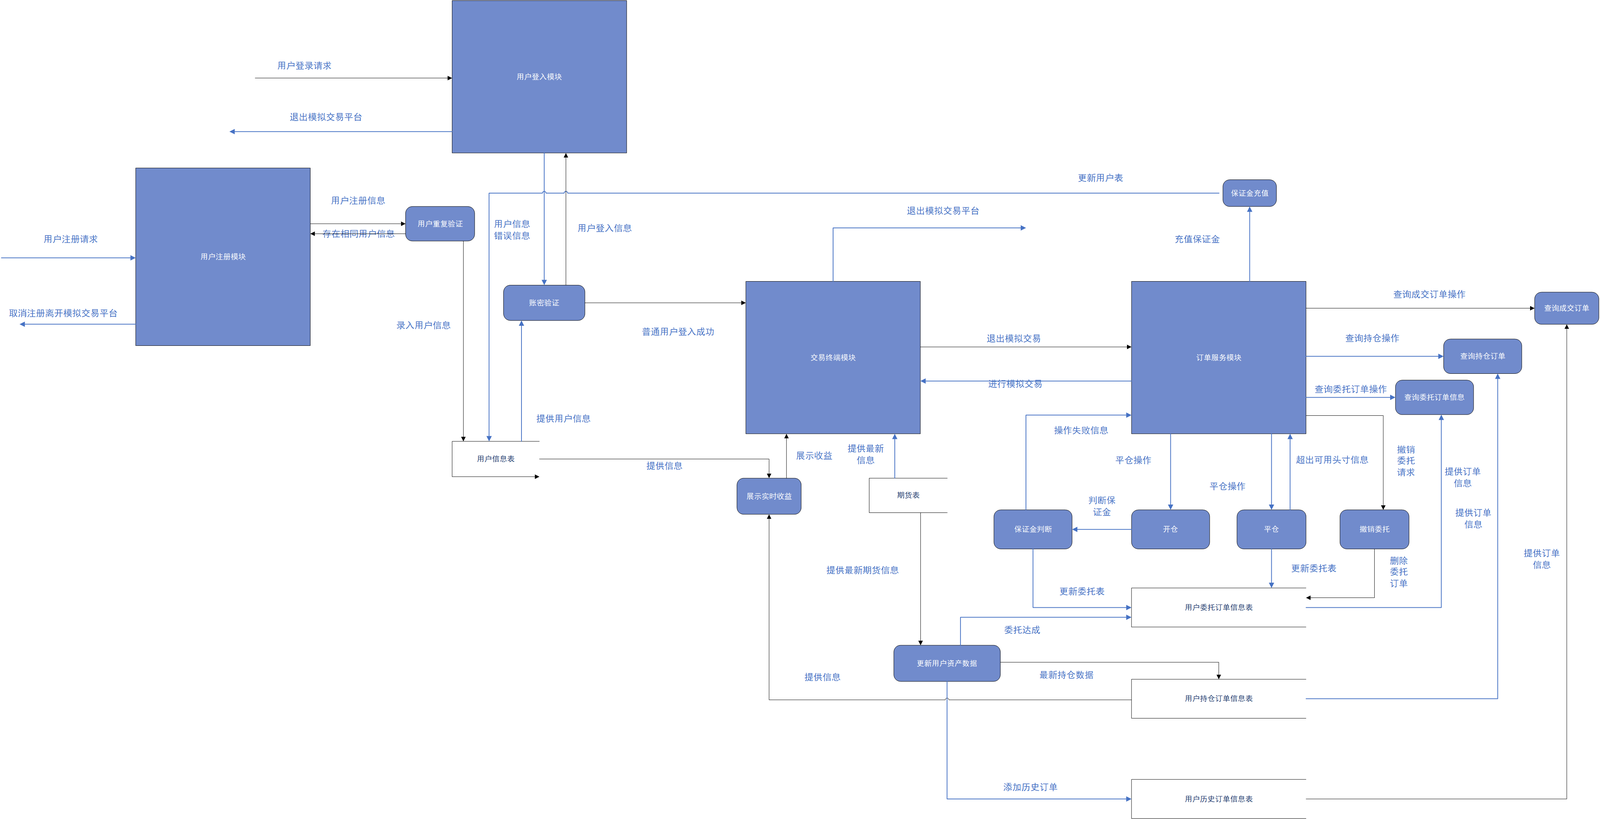 用户登录请求
用户登入模块
退出模拟交易平台
更新用户表
保证金充值
用户注册信息
用户重复验证
用户信息
错误信息
用户登入信息
退出模拟交易平台
存在相同用户信息
用户注册请求
用户注册模块
充值保证金
账密验证
查询成交订单操作
查询成交订单
取消注册离开模拟交易平台
录入用户信息
普通用户登入成功
退出模拟交易
查询持仓操作
交易终端模块
订单服务模块
查询持仓订单
进行模拟交易
查询委托订单操作
查询委托订单信息
提供用户信息
操作失败信息
用户信息表
提供信息
展示收益
提供最新
信息
平仓操作
超出可用头寸信息
撤销
委托
请求
提供订单
信息
展示实时收益
期货表
平仓操作
判断保
证金
提供订单
信息
保证金判断
开仓
平仓
撤销委托
提供最新期货信息
更新委托表
删除
委托
订单
提供订单
信息
更新委托表
用户委托订单信息表
委托达成
更新用户资产数据
提供信息
最新持仓数据
用户持仓订单信息表
添加历史订单
用户历史订单信息表